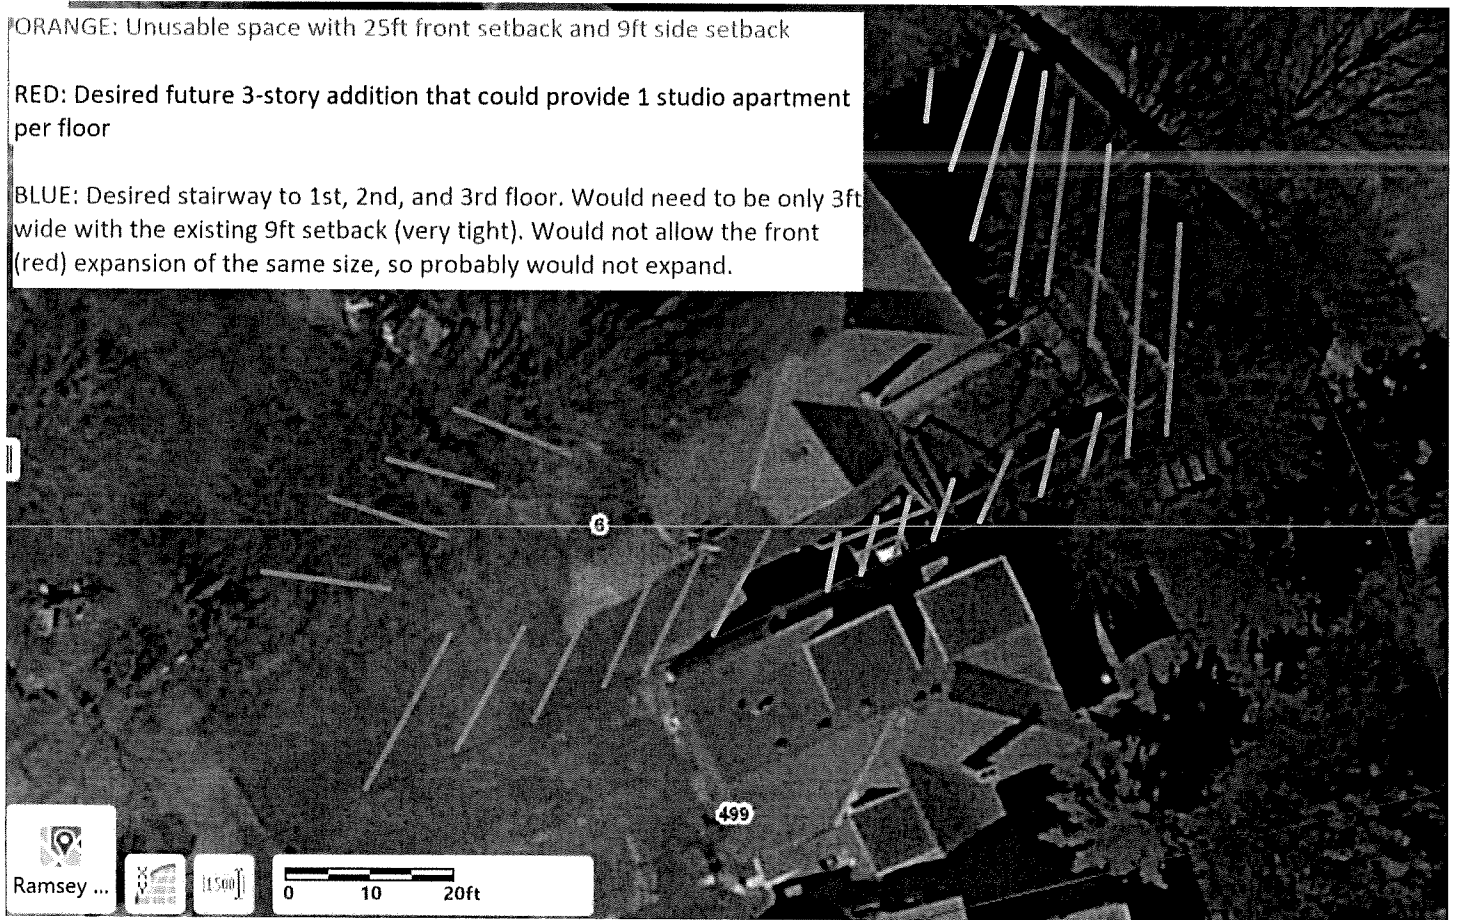 ORANGE: Unusable space with 25ft front setback and 9ft side setback
RED: Desired future 3-story addition that could provide 1 studio apartment
per floor
BLUE: Desired stairway to 1st, 2nd, and 3rd floor. Would need to be only 3ft
wide with the existing 9ft setback (very tight). Would not allow the front
(red) expansion of the same size, so probably would not expand.
6
499
Ramsey ...
X
Y
1500
0 10 20ft